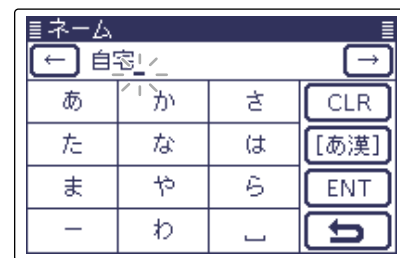 ネーム
← 自宅 →
あ か さ CLR
た な は [あ漢]
ま や ら ENT
ー わ ␣